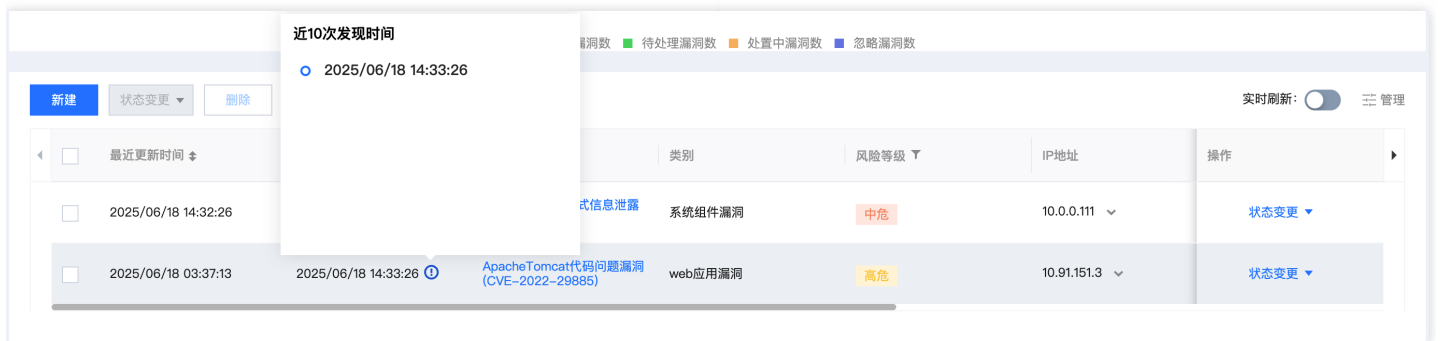 近10次发现时间
2025/06/18 14:33:26
漏洞数 待处理漏洞数 处置中漏洞数 忽略漏洞数
新建 状态变更 删除 实时刷新: 管理
最近更新时间 类别 风险等级 IP地址 操作
2025/06/18 14:32:26 式信息泄露 系统组件漏洞 中危 10.0.0.111 状态变更
2025/06/18 03:37:13 2025/06/18 14:33:26 ApacheTomcat代码问题漏洞 web应用漏洞 高危 10.91.151.3 状态变更
(CVE-2022-29885)